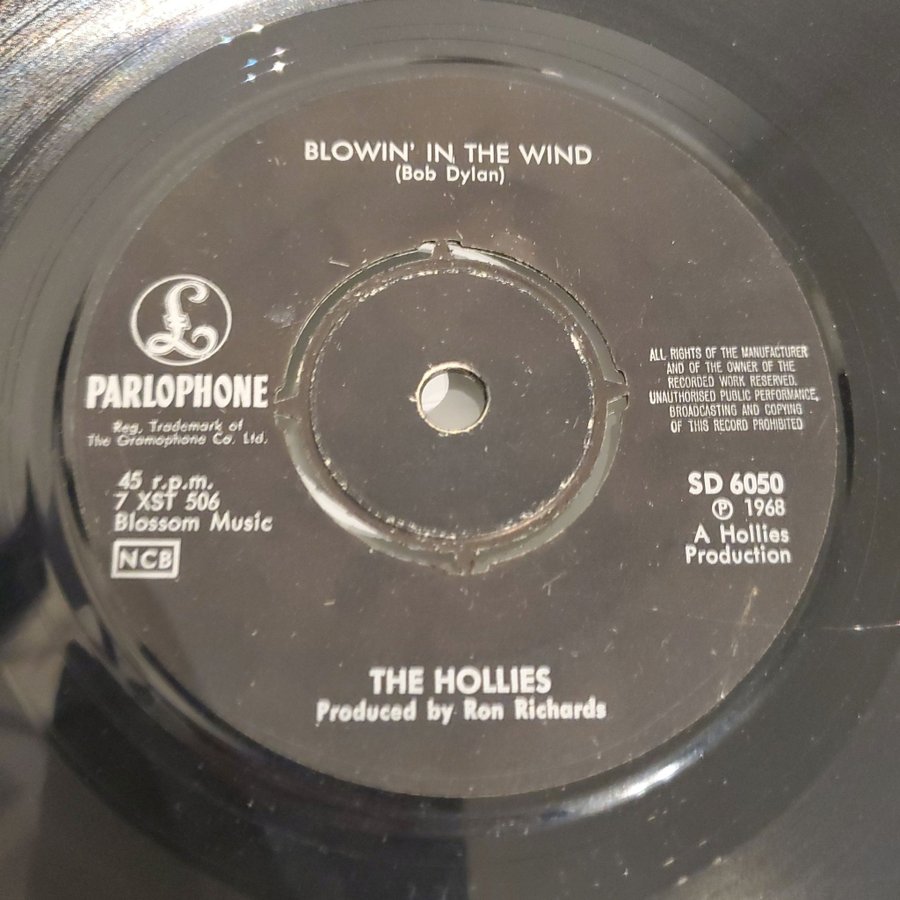 BLOWIN' IN THE WIND
(Bob Dylan)
£
PARLOPHONE
Reg. Trademark of
The Gramophone Co. Ltd.
45 r.p.m.
7 XST 506
Blossom Music
NCB
ALL RIGHTS OF THE MANUFACTURER
AND OF THE OWNER OF THE
RECORDED WORK RESERVED.
UNAUTHORISED PUBLIC PERFORMANCE,
BROADCASTING AND COPYING
OF THIS RECORD PROHIBITED
SD 6050
℗ 1968
A Hollies
Production
THE HOLLIES
Produced by Ron Richards